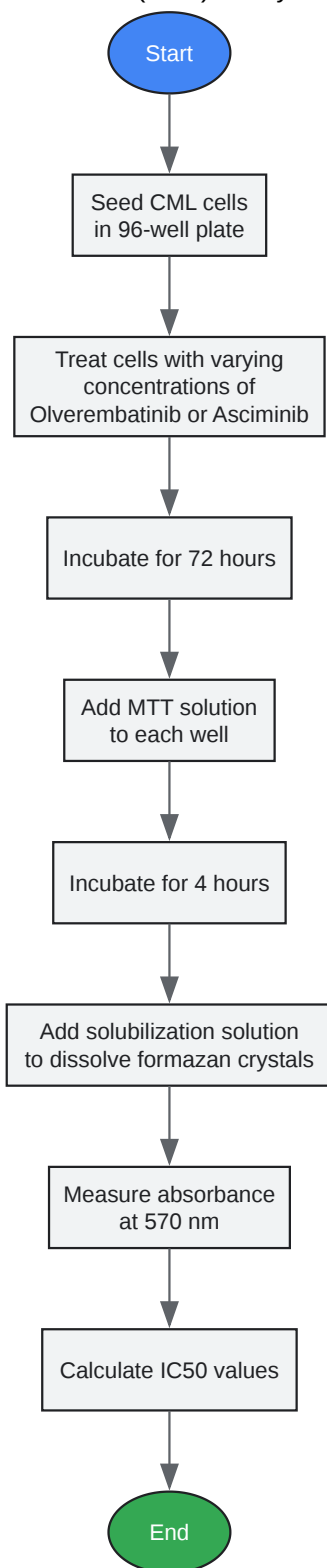 Start
Seed CML cells
in 96-well plate
Treat cells with varying
concentrations of
Olverembatinib or Asciminib
Incubate for 72 hours
Add MTT solution
to each well
Incubate for 4 hours
Add solubilization solution
to dissolve formazan crystals
Measure absorbance
at 570 nm
Calculate IC50 values
End